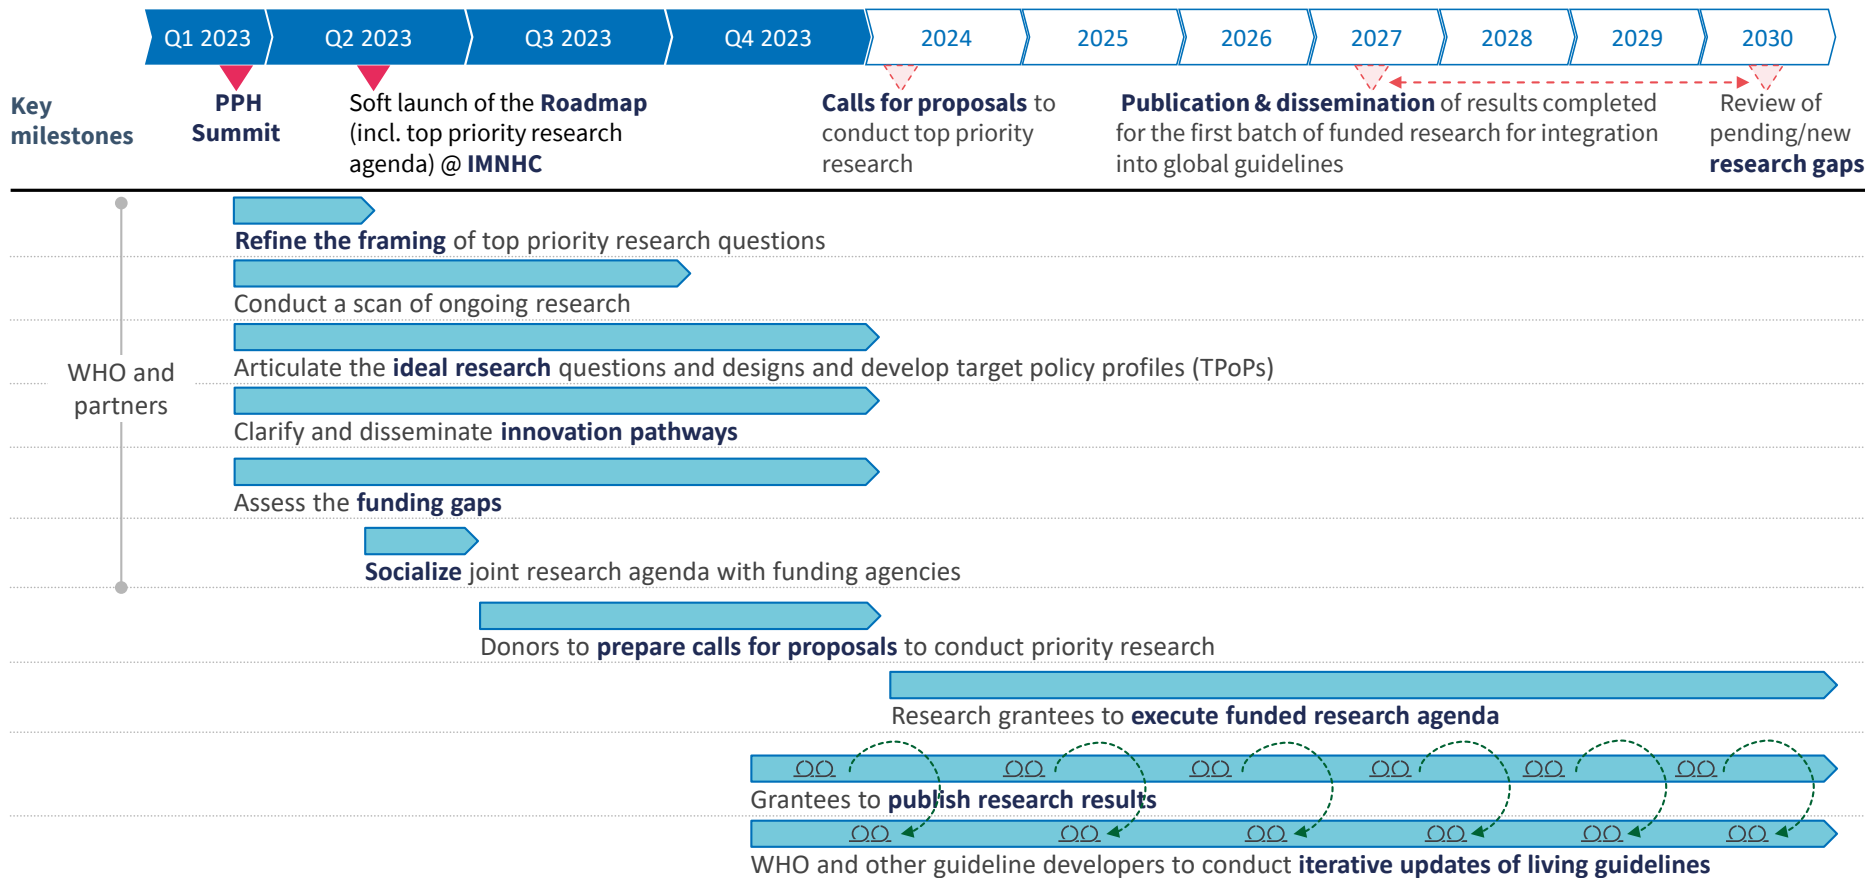 Q1 2023 Q2 2023 Q3 2023 Q4 2023 2024 2025 2026 2027 2028 2029 2030
Key
milestones
PPH
Summit
Soft launch of the Roadmap
(incl. top priority research
agenda) @ IMNHC
Calls for proposals to
conduct top priority
research
Publication & dissemination of results completed
for the first batch of funded research for integration
into global guidelines
Review of
pending/new
research gaps
WHO and
partners
Refine the framing of top priority research questions
Conduct a scan of ongoing research
Articulate the ideal research questions and designs and develop target policy profiles (TPoPs)
Clarify and disseminate innovation pathways
Assess the funding gaps
Socialize joint research agenda with funding agencies
Donors to prepare calls for proposals to conduct priority research
Research grantees to execute funded research agenda
Grantees to publish research results
WHO and other guideline developers to conduct iterative updates of living guidelines